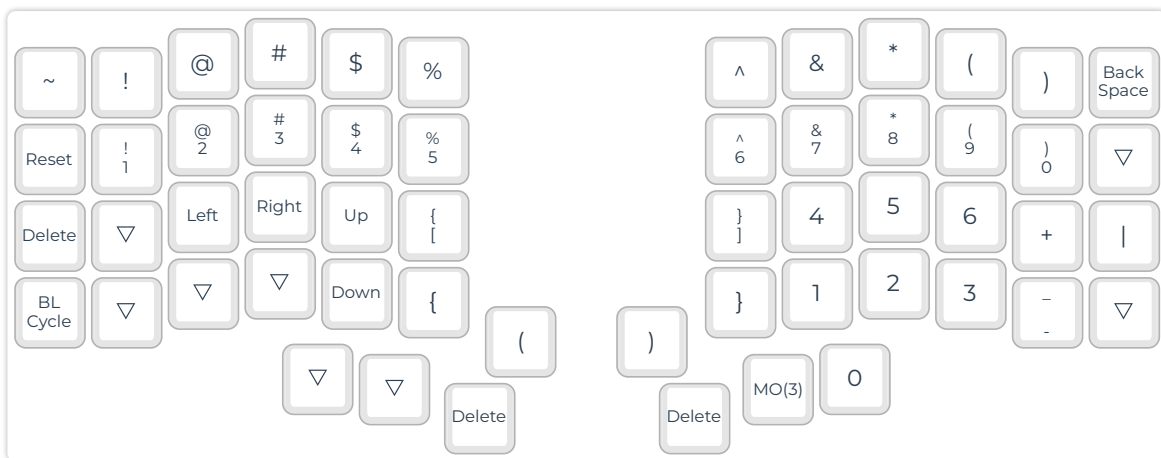 ~ ! @ # $ % ^ & * ( ) Back
Space
Reset ! @ # $ % ^ & * ( ) ▽
1 2 3 4 5 6 7 8 9 0
Delete ▽ Left Right Up { } 4 5 6 + |
[ ]
BL
Cycle ▽ ▽ ▽ Down { } 1 2 3 _ ▽
-
( )
▽ ▽ Delete Delete MO(3) 0